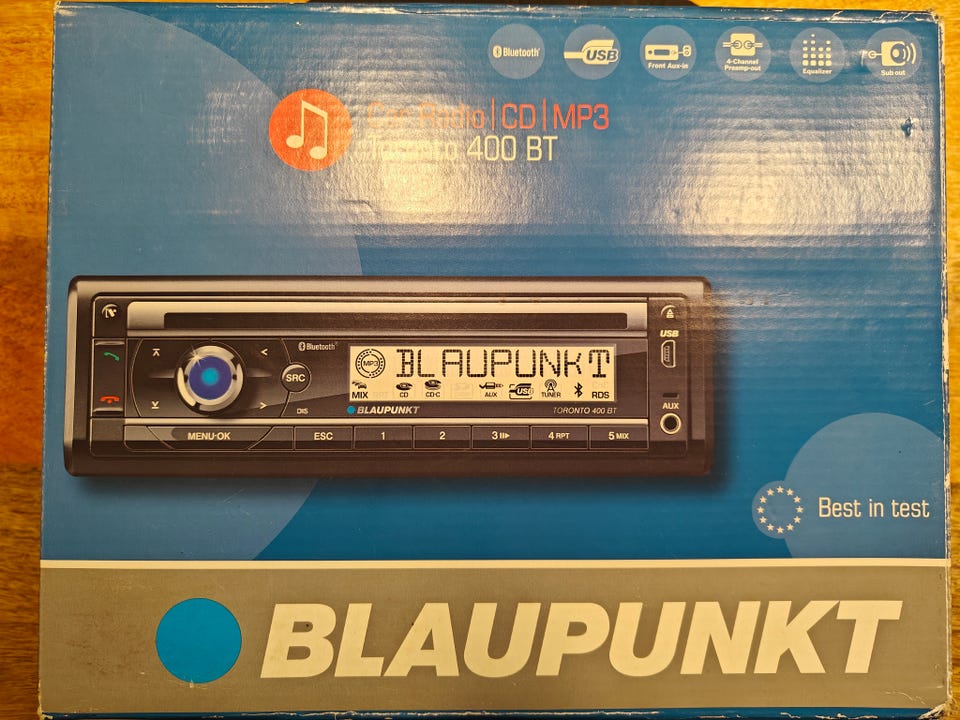 Bluetooth
USB
Front Aux-in
4-Channel
Preamp-out
Equalizer
Sub out
Car Radio|CD|MP3
Toronto 400 BT
Bluetooth
USB
SRC
MP3
BLAUPUNKT
MIX CD CD·C AUX USB TUNER RDS
DIS
BLAUPUNKT
TORONTO 400 BT
AUX
MENU·OK ESC 1 2 3 4 RPT 5 MIX
Best in test
BLAUPUNKT